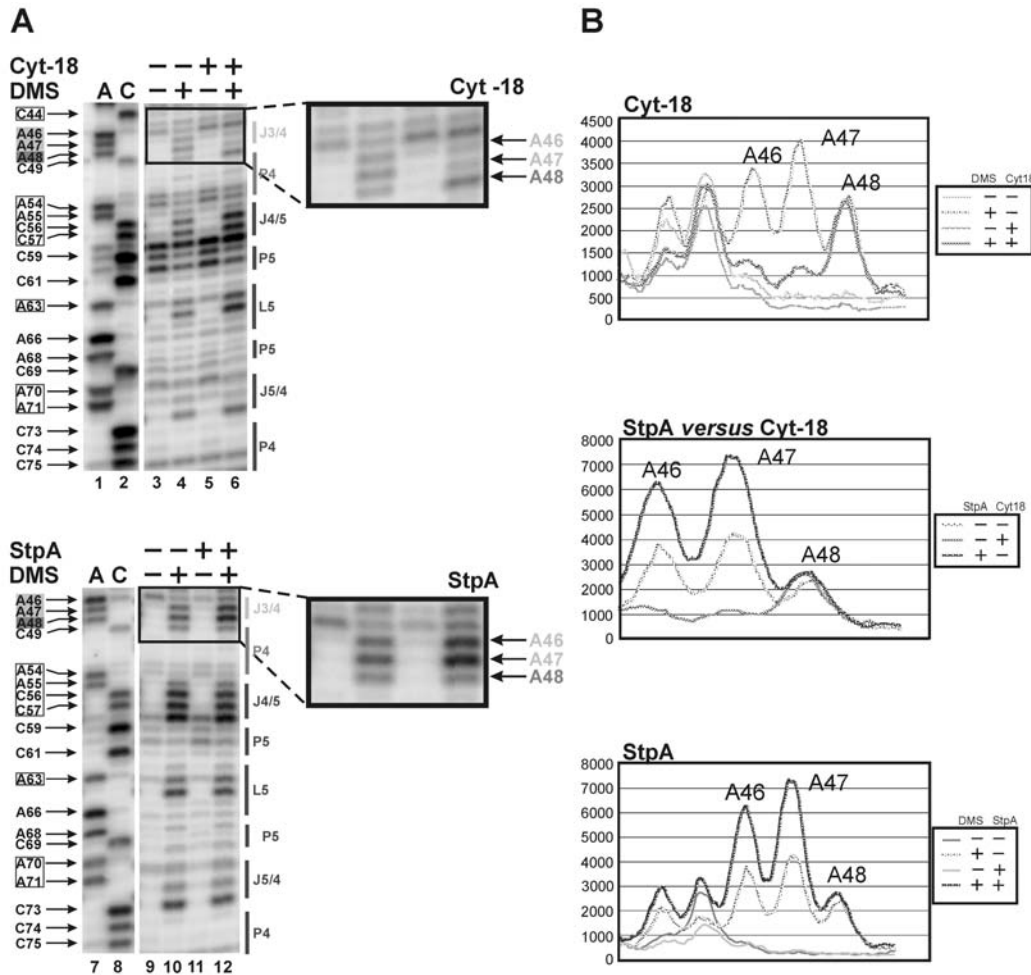 A
Cyt-18 – – + +
DMS – + – +
A C
C44
A46
A47
A48
C49
A54
A55
C56
C57
C59
C61
A63
A66
A68
C69
A70
A71
C73
C74
C75
J3/4
P4
J4/5
P5
L5
P5
J5/4
P4
1 2 3 4 5 6
Cyt -18
A46
A47
A48
StpA – – + +
DMS – + – +
A C
A46
A47
A48
C49
A54
A55
C56
C57
C59
C61
A63
A66
A68
C69
A70
A71
C73
C74
C75
J3/4
P4
J4/5
P5
L5
P5
J5/4
P4
7 8 9 10 11 12
StpA
A46
A47
A48
B
Cyt-18
4500
4000
3500
3000
2500
2000
1500
1000
500
0
A46
A47
A48
DMS Cyt18
– –
+ –
– +
+ +
StpA versus Cyt-18
8000
7000
6000
5000
4000
3000
2000
1000
0
A46
A47
A48
StpA Cyt18
– –
– +
+ –
StpA
8000
7000
6000
5000
4000
3000
2000
1000
0
A46
A47
A48
DMS StpA
– –
+ –
– +
+ +